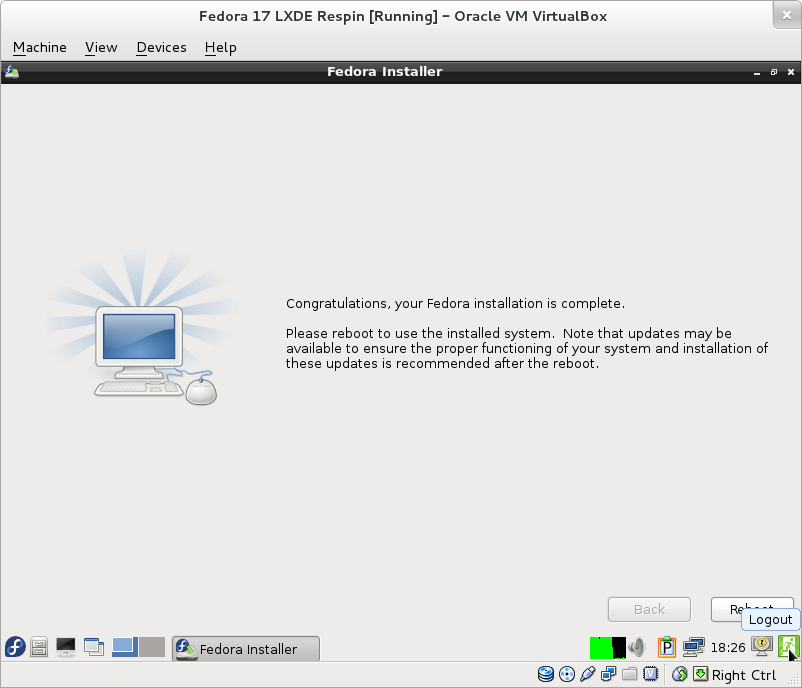 Fedora 17 LXDE Respin [Running] – Oracle VM VirtualBox
Machine View Devices Help
Fedora Installer
Congratulations, your Fedora installation is complete.
Please reboot to use the installed system.  Note that updates may be
available to ensure the proper functioning of your system and installation of
these updates is recommended after the reboot.
Back
Logout
Fedora Installer
P
18:26
Right Ctrl